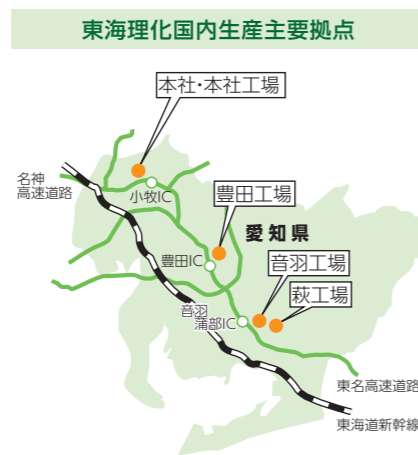 東海理化国内生産主要拠点
本社・本社工場
名神
高速道路
小牧IC
豊田工場
愛知県
豊田IC
音羽工場
萩工場
音羽
蒲郡IC
東名高速道路
東海道新幹線